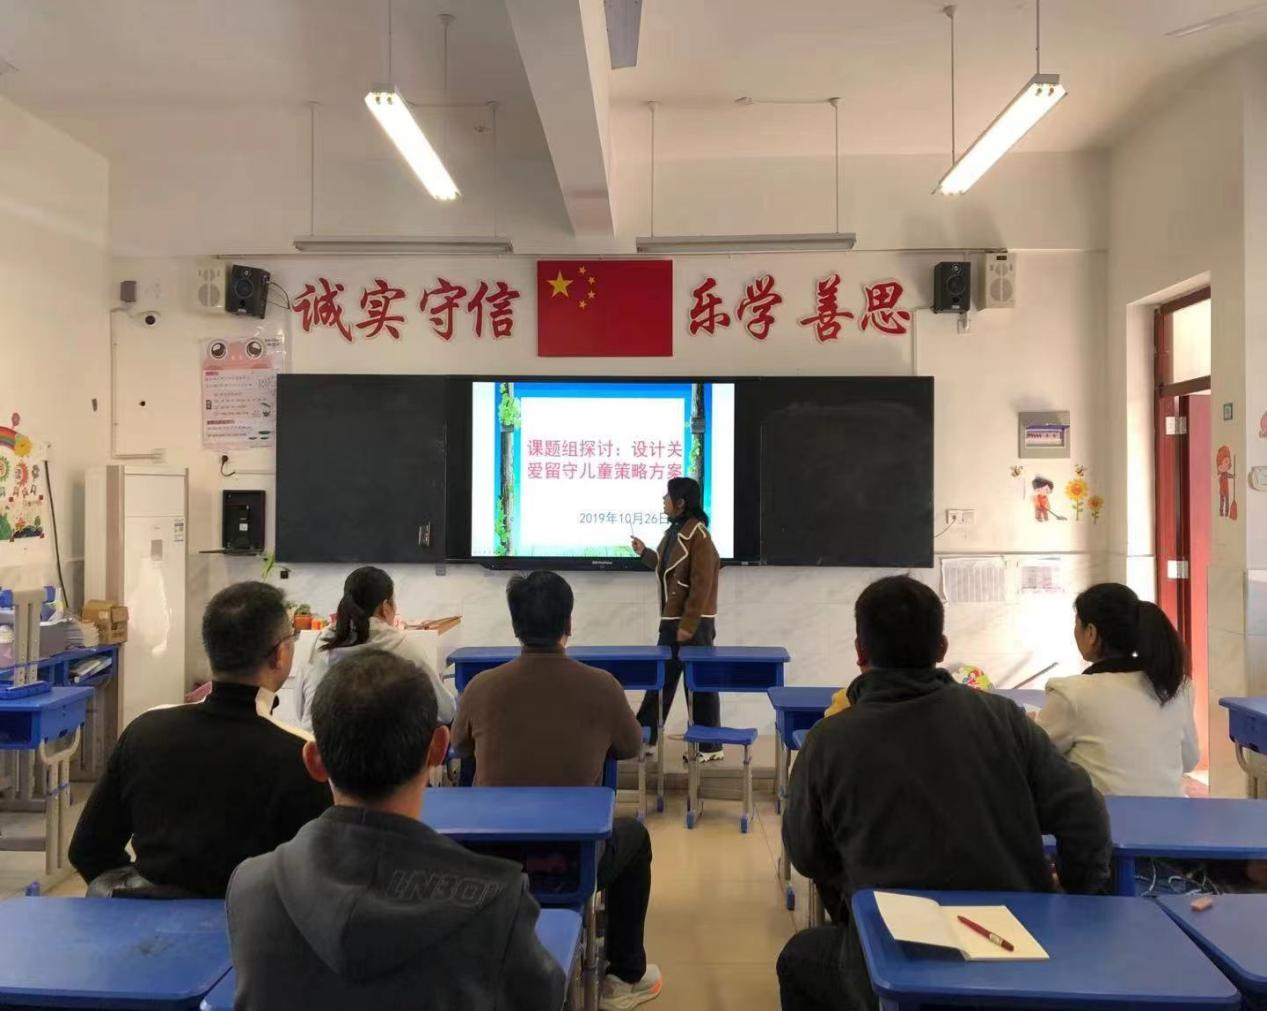 诚实守信
乐学善思
课题组探讨：设计关
爱留守儿童策略方案
2019年10月26日